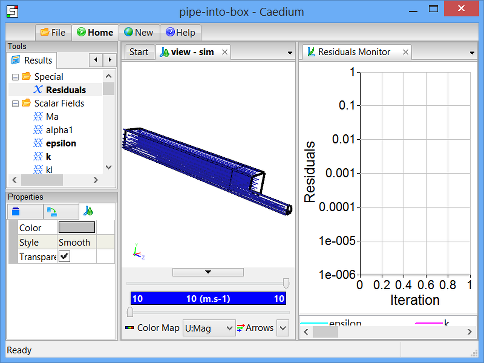 pipe-into-box - Caedium
File Home New Help
Tools
Results
Special
Residuals
Scalar Fields
Ma
alpha1
epsilon
k
kl
Properties
Color
Style Smooth
Transpare
Start view - sim
10 10 (m.s-1) 10
Color Map U:Mag Arrows
Residuals Monitor
1
0.1
0.01
0.001
0.0001
1e-005
1e-006
Residuals
0 0.2 0.4 0.6 0.8 1
Iteration
epsilon k
Ready